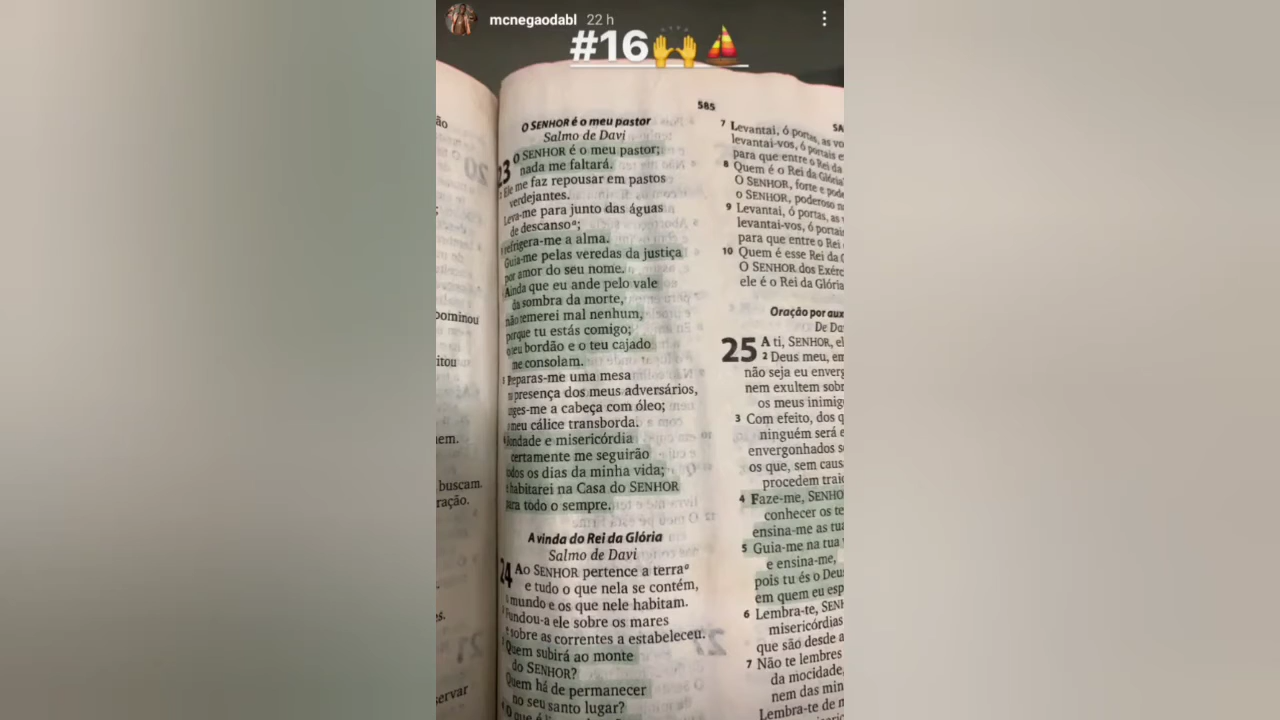 mcnegaodabl 22 h
#16
585
ão
O SENHOR é o meu pastor
Salmo de Davi
23 O SENHOR é o meu pastor;
nada me faltará.
Ele me faz repousar em pastos
verdejantes.
Leva-me para junto das águas
de descansoᵃ;
refrigera-me a alma.
Guia-me pelas veredas da justiça
por amor do seu nome.
Ainda que eu ande pelo vale
da sombra da morte,
não temerei mal nenhum,
porque tu estás comigo;
o teu bordão e o teu cajado
me consolam.
Preparas-me uma mesa
presença dos meus adversários,
unges-me a cabeça com óleo;
meu cálice transborda.
Bondade e misericórdia
certamente me seguirão
todos os dias da minha vida;
e habitarei na Casa do SENHOR
para todo o sempre.
A vinda do Rei da Glória
Salmo de Davi
24 Ao SENHOR pertence a terraᵃ
e tudo o que nela se contém,
mundo e os que nele habitam.
Fundou-a ele sobre os mares
e sobre as correntes a estabeleceu.
Quem subirá ao monte
do SENHOR?
Quem há de permanecer
no seu santo lugar?
O que é
SA
7 Levantai, ó portas, as vo
levantai-vos, ó portais e
para que entre o Rei da
8 Quem é o Rei da Glória
O SENHOR, forte e pode
o SENHOR, poderoso n
9 Levantai, ó portas, as
levantai-vos, ó portai
para que entre o Rei
10 Quem é esse Rei da
O SENHOR dos Exérc
ele é o Rei da Glória
Oração por aux
De Da
25 A ti, SENHOR, el
2 Deus meu, em
não seja eu enverg
nem exultem sobr
os meus inimig
3 Com efeito, dos q
ninguém será e
envergonhados s
os que, sem caus
procedem traic
4 Faze-me, SENHO
conhecer os te
ensina-me as tua
5 Guia-me na tua
e ensina-me,
pois tu és o Deus
em quem eu esp
6 Lembra-te, SENH
misericórdias
que são desde a
7 Não te lembres
da mocidade,
nem das min
Lembra-te de m
pominou
itou
nem.
buscam.
ração.
servar